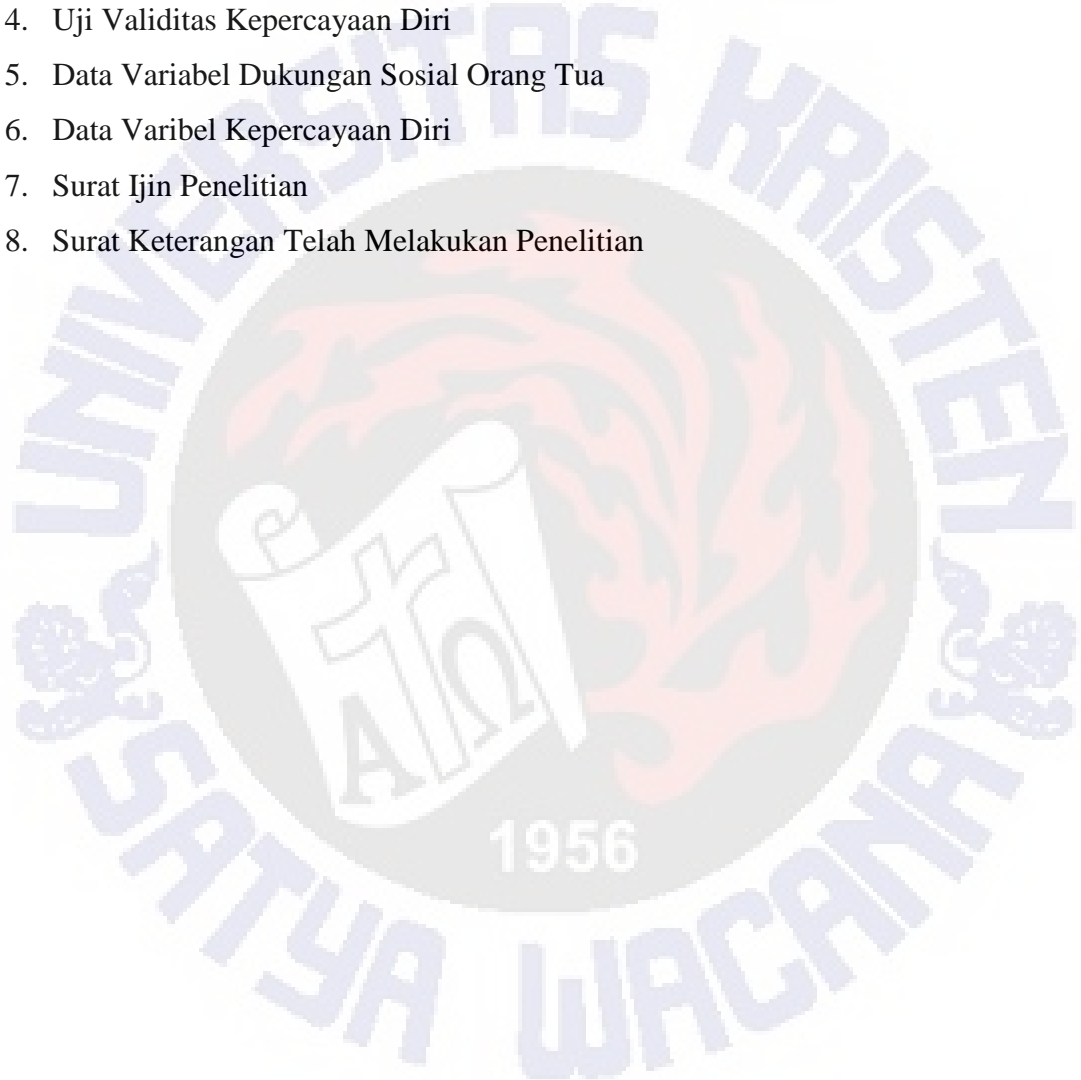 4. Uji Validitas Kepercayaan Diri
5. Data Variabel Dukungan Sosial Orang Tua
6. Data Varibel Kepercayaan Diri
7. Surat Ijin Penelitian
8. Surat Keterangan Telah Melakukan Penelitian
UNIVERSITAS KRISTEN
ΑΩ
1956
SATYA WACANA